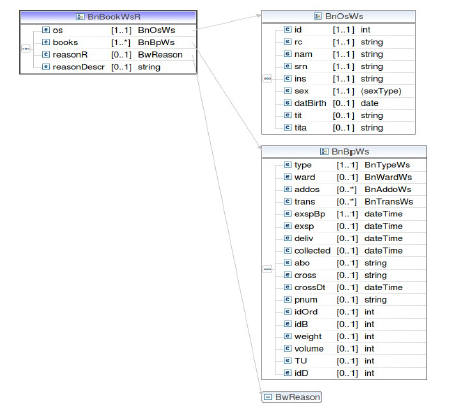 BnBookWsR
os [1..1] BnOsWs
books [1..*] BnBpWs
reasonR [0..1] BwReason
reasonDescr [0..1] string
BnOsWs
id [1..1] int
rc [1..1] string
nam [1..1] string
srn [1..1] string
ins [1..1] string
sex [1..1] (sexType)
datBirth [0..1] date
tit [0..1] string
tita [0..1] string
BnBpWs
type [1..1] BnTypeWs
ward [0..1] BnWardWs
addos [0..*] BnAddoWs
trans [0..*] BnTransWs
exspBp [1..1] dateTime
exsp [0..1] dateTime
deliv [0..1] dateTime
collected [0..1] dateTime
abo [0..1] string
cross [0..1] string
crossDt [0..1] dateTime
pnum [0..1] string
idOrd [0..1] int
idB [0..1] int
weight [0..1] int
volume [0..1] int
TU [0..1] int
idD [0..1] int
BwReason